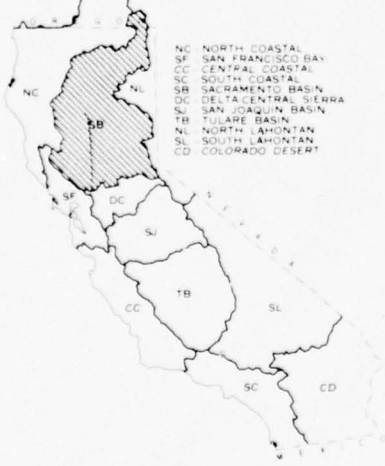 OREGO
NC NORTH COASTAL
SF SAN FRANCISCO BAY
CC CENTRAL COASTAL
SC SOUTH COASTAL
SB SACRAMENTO BASIN
DC DELTA CENTRAL SIERRA
SJ SAN JOAQUIN BASIN
TB TULARE BASIN
NL NORTH LAHONTAN
SL SOUTH LAHONTAN
CD COLORADO DESERT
NC
NL
SB
SF
DC
NEVADA
SJ
CC
TB
SL
SC
CD